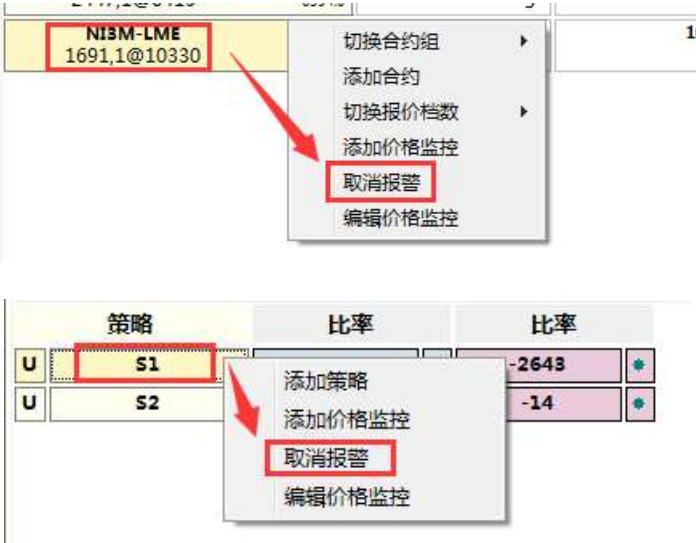 NI3M-LME
1691,1@10330
切换合约组
添加合约
切换报价档数
添加价格监控
取消报警
编辑价格监控
策略 比率 比率
U S1 -2643
U S2 -14
添加策略
添加价格监控
取消报警
编辑价格监控